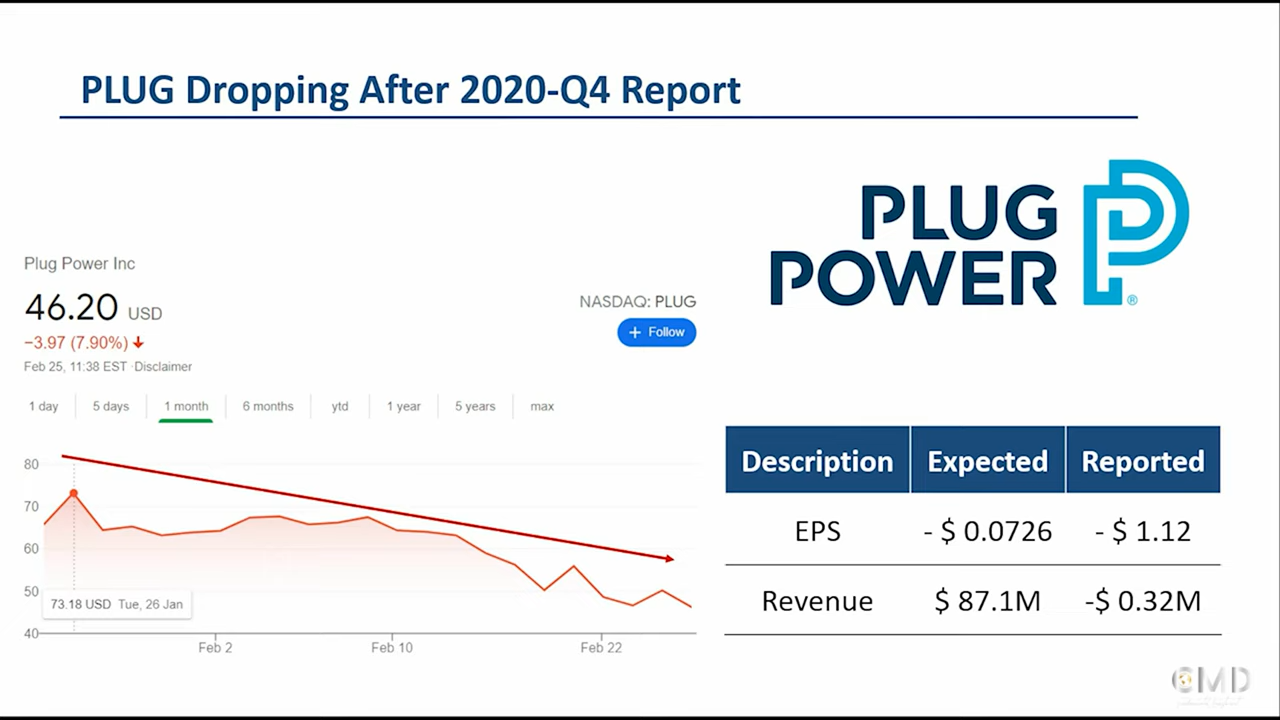 PLUG Dropping After 2020-Q4 Report
PLUG
POWER
®
Plug Power Inc
46.20 USD
NASDAQ: PLUG
−3.97 (7.90%)
+ Follow
Feb 25, 11:38 EST · Disclaimer
1 day 5 days 1 month 6 months ytd 1 year 5 years max
80
70
60
50
40
73.18 USD Tue, 26 Jan
Feb 2 Feb 10 Feb 22
Description Expected Reported
EPS - $ 0.0726 - $ 1.12
Revenue $ 87.1M -$ 0.32M
CMD